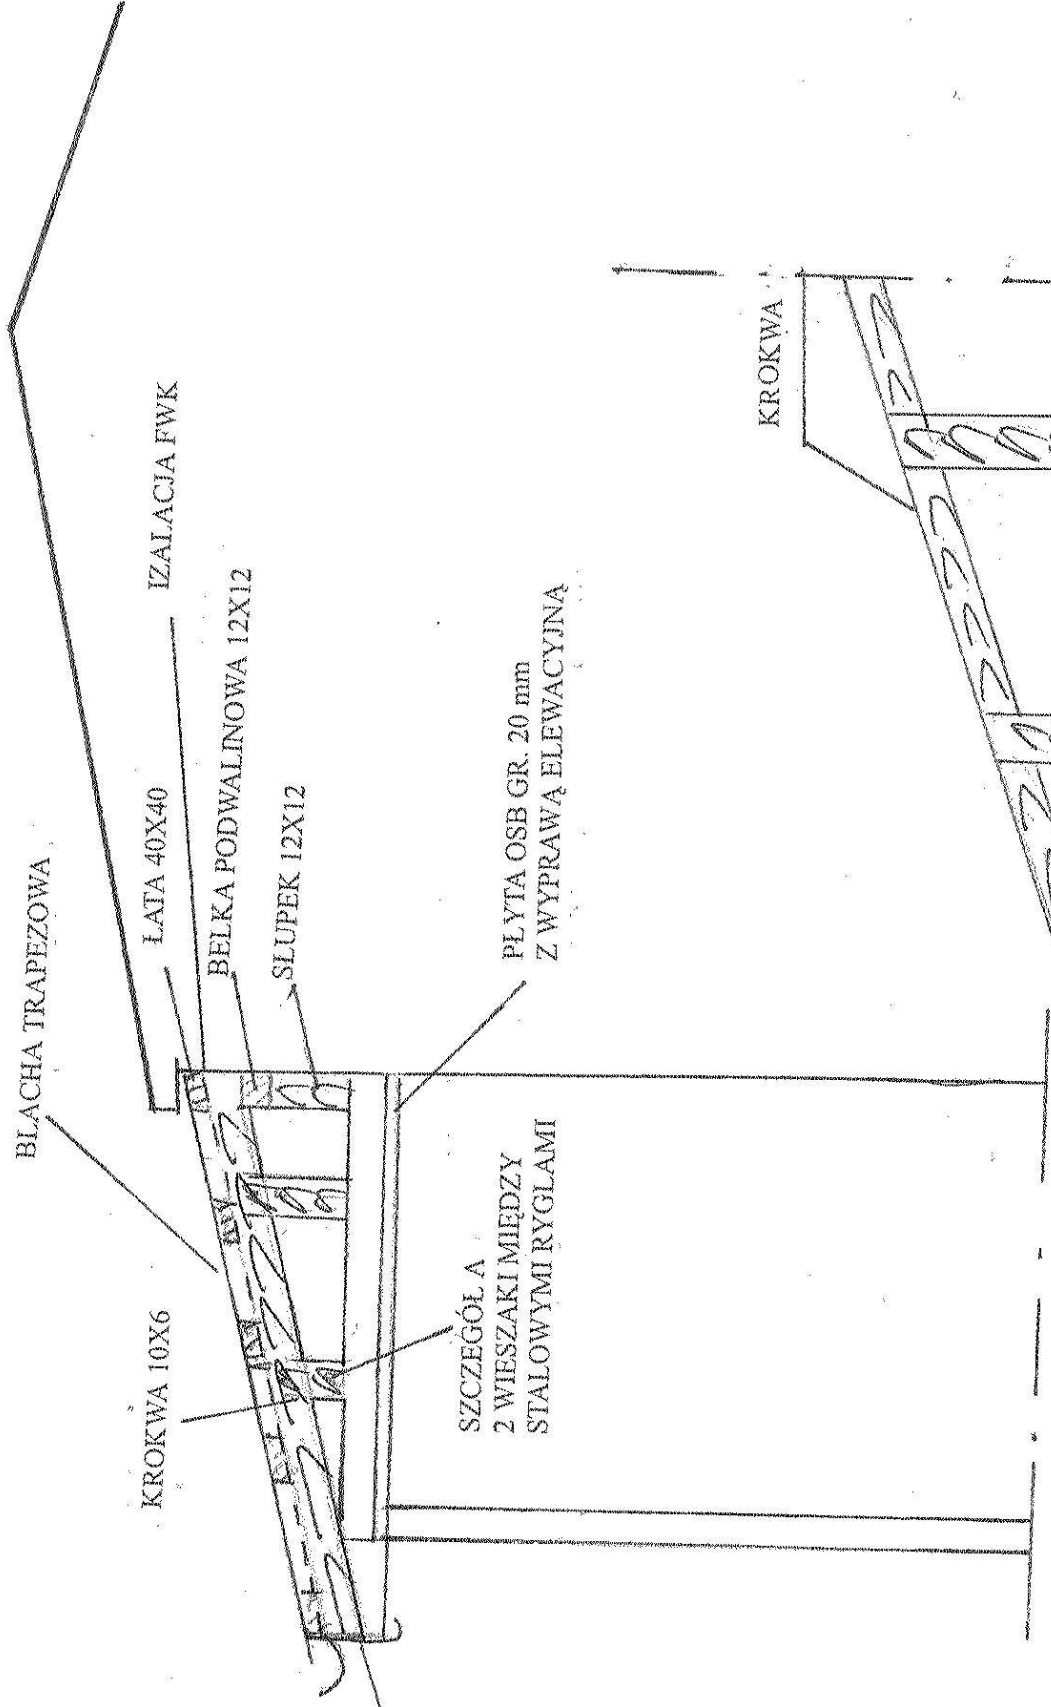 BLACHA TRAPEZOWA
ŁATA 40X40
IZALACJA FWK
KROKWA 10X6
BELKA PODWALINOWA 12X12
SŁUPEK 12X12
SZCZEGÓŁ A
2 WIESZAKI MIĘDZY
STALOWYMI RYGLAMI
PŁYTA OSB GR. 20 mm
Z WYPRAWĄ ELEWACYJNĄ
KROKWA